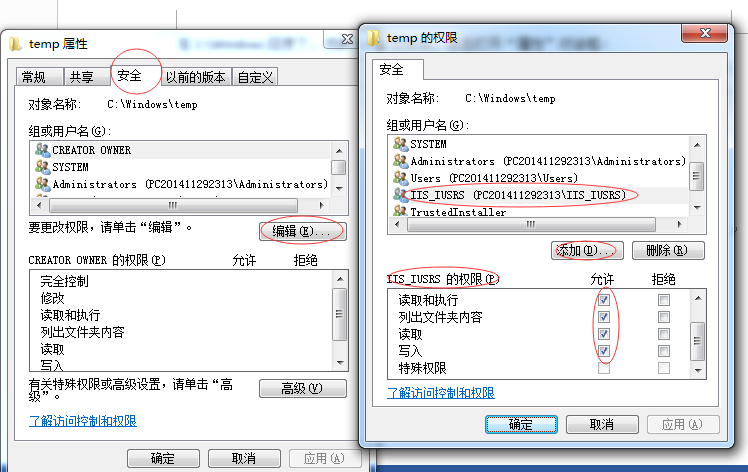 temp 属性
常规
共享
安全
以前的版本
自定义
对象名称: C:\Windows\temp
组或用户名(G):
CREATOR OWNER
SYSTEM
Administrators (PC201411292313\Administrators)
要更改权限，请单击“编辑”。
编辑(E)...
CREATOR OWNER 的权限(P) 允许 拒绝
完全控制
修改
读取和执行
列出文件夹内容
读取
写入
有关特殊权限或高级设置，请单击“高
级”。
高级(V)
了解访问控制和权限
确定 取消 应用(A)
temp 的权限
安全
对象名称: C:\Windows\temp
组或用户名(G):
SYSTEM
Administrators (PC201411292313\Administrators)
Users (PC201411292313\Users)
IIS_IUSRS (PC201411292313\IIS_IUSRS)
TrustedInstaller
添加(D)... 删除(R)
IIS_IUSRS 的权限(P) 允许 拒绝
读取和执行
列出文件夹内容
读取
写入
特殊权限
了解访问控制和权限
确定 取消 应用(A)